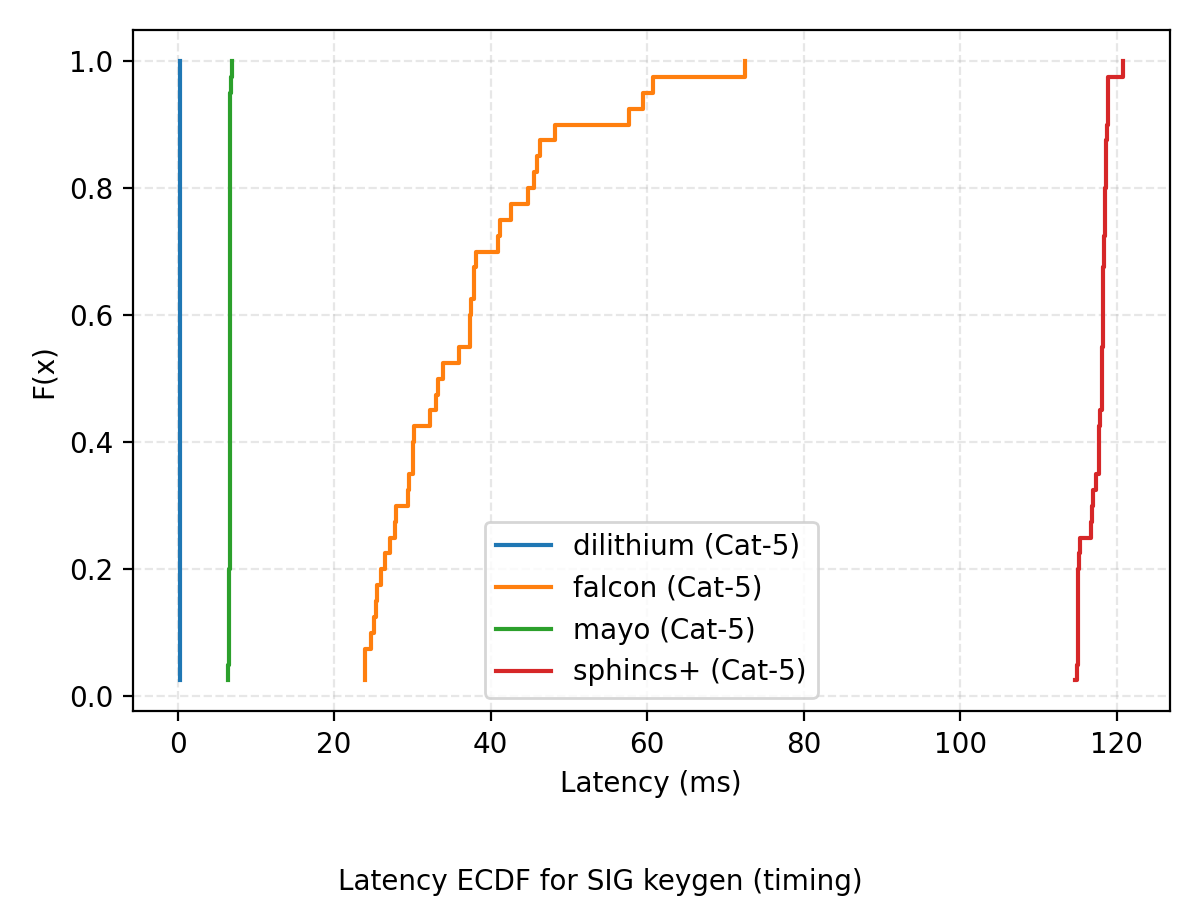 1.0
0.8
0.6
0.4
0.2
0.0
F(x)
dilithium (Cat-5)
falcon (Cat-5)
mayo (Cat-5)
sphincs+ (Cat-5)
0 20 40 60 80 100 120
Latency (ms)
Latency ECDF for SIG keygen (timing)